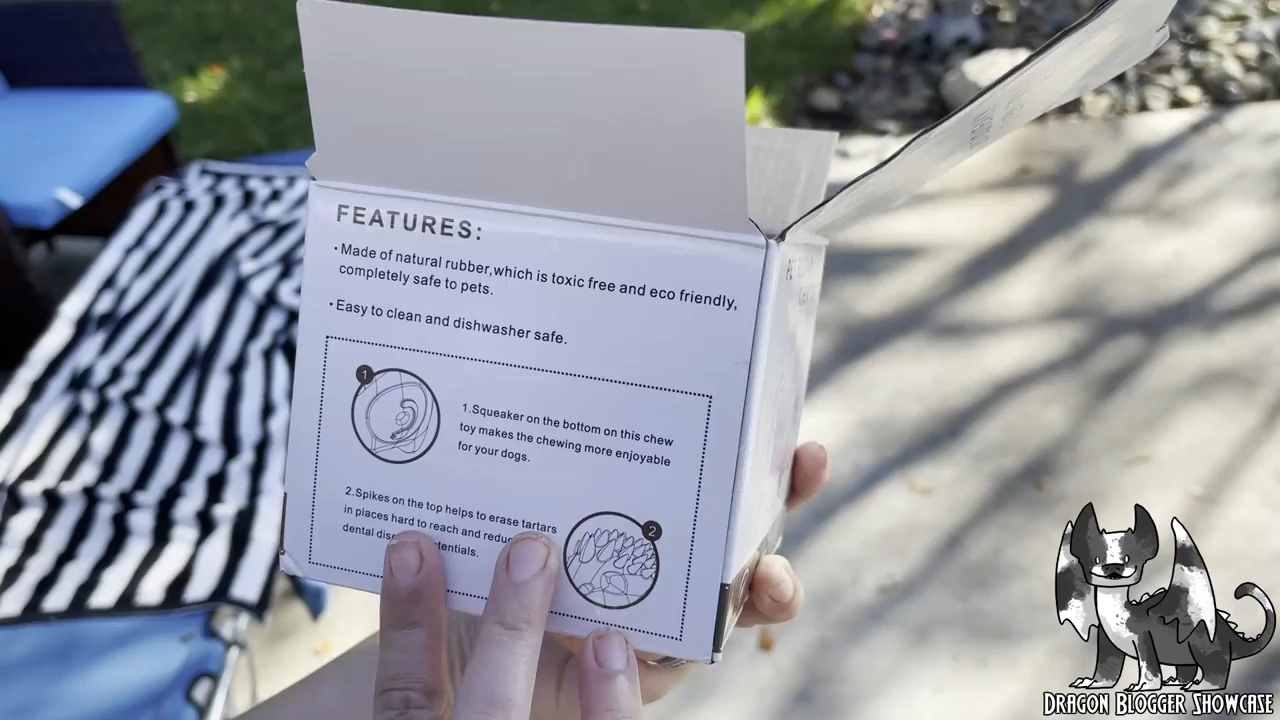 FEATURES:
•Made of natural rubber,which is toxic free and eco friendly,
completely safe to pets.
•Easy to clean and dishwasher safe.
1
1.Squeaker on the bottom on this chew
toy makes the chewing more enjoyable
for your dogs.
2.Spikes on the top helps to erase tartars
in places hard to reach and
dental
2
DRAGON BLOGGER SHOWCASE